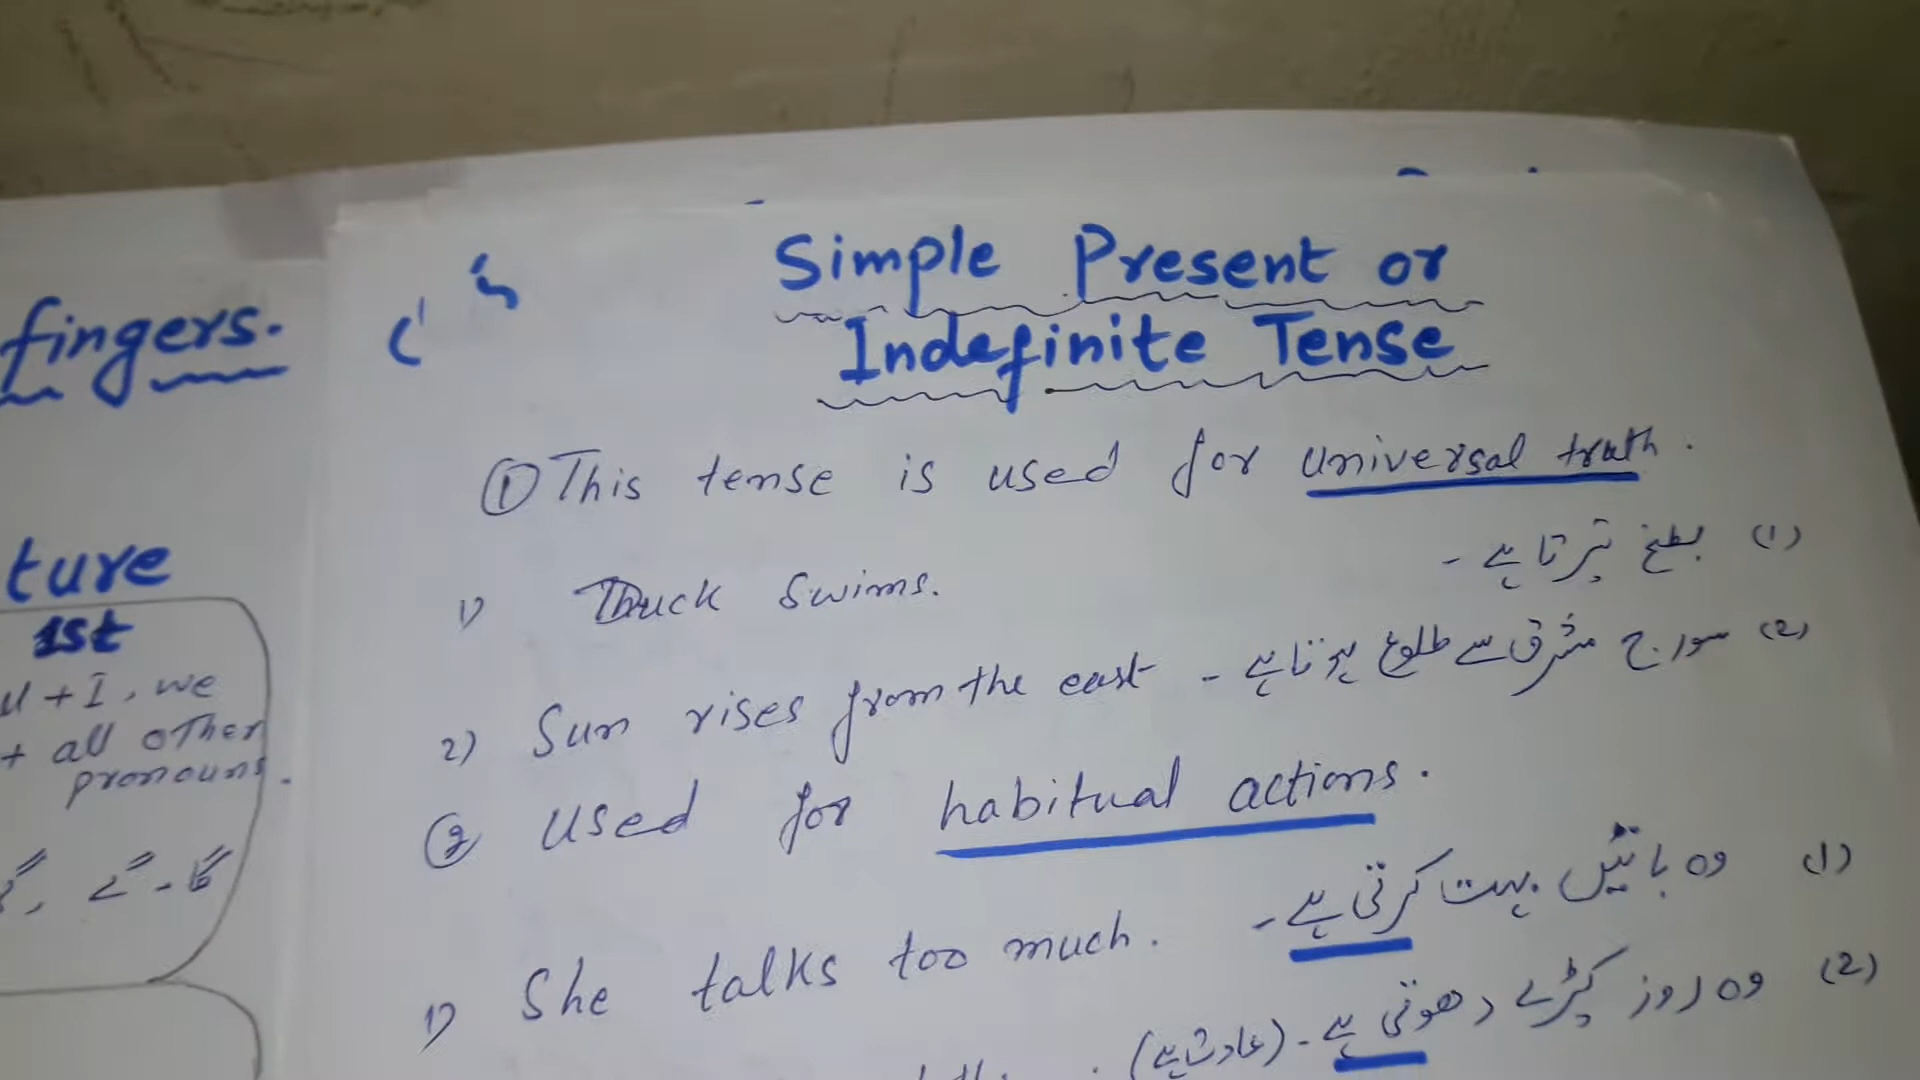 fingers.
ture
1st
+ I, we
+ all other
pronouns.
گا - گے
Simple Present or
Indefinite Tense
① This tense is used for universal truth.
(1) بطخ تیرتا ہے -
1) Duck Swims.
(2) سورج مشرق سے طلوع ہوتا ہے -
2) Sun rises from the east
② Used for habitual actions.
(1) وہ باتیں بہت کرتی ہے -
1) She talks too much.
(2) وہ روز کپڑے دھوتی ہے - (عادت ہے)